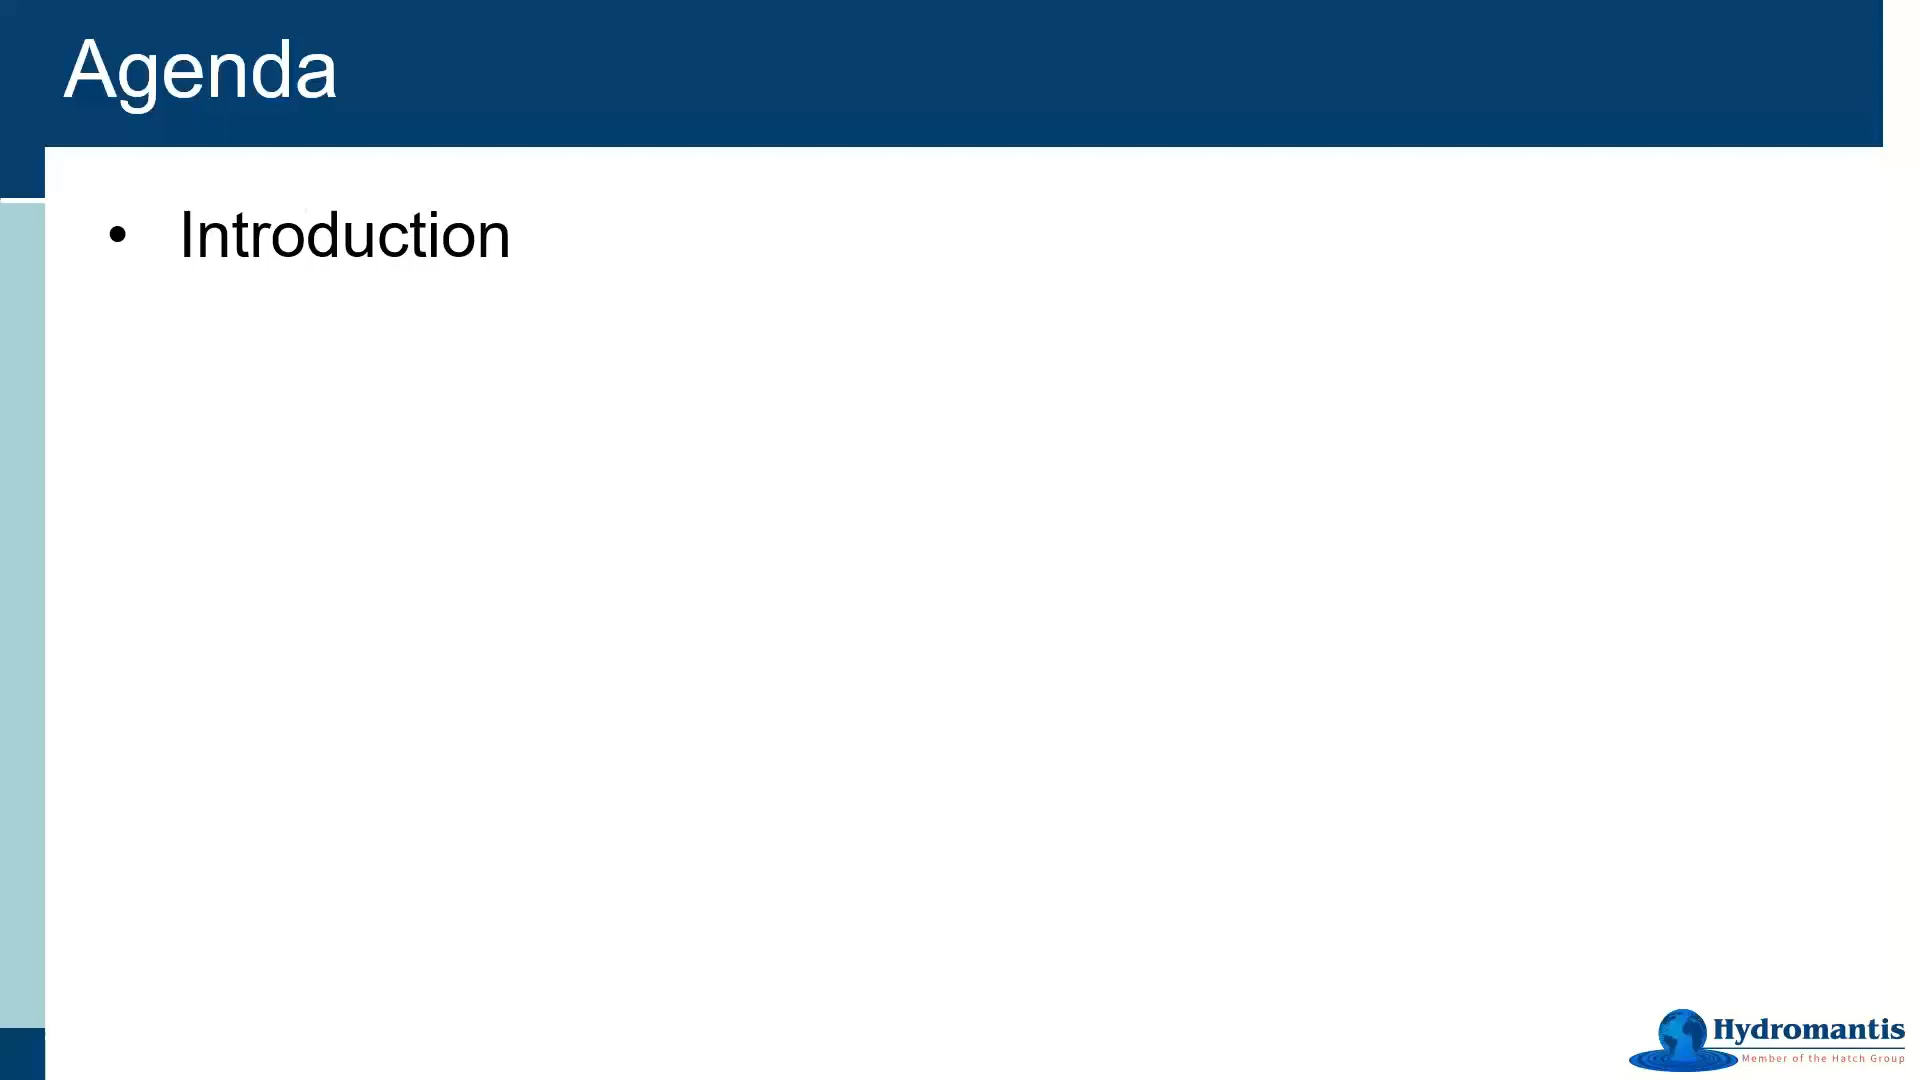 Agenda
• Introduction
Hydromantis
Member of the Hatch Group